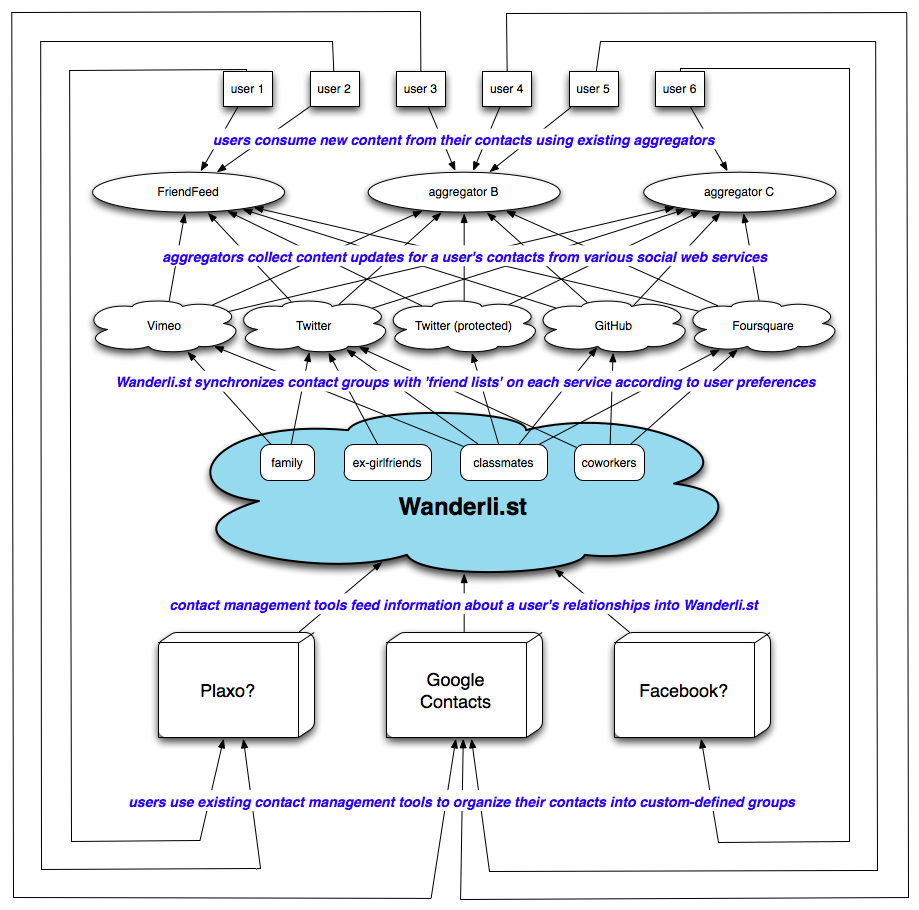 user 1
user 2
user 3
user 4
user 5
user 6
users consume new content from their contacts using existing aggregators
FriendFeed
aggregator B
aggregator C
aggregators collect content updates for a user's contacts from various social web services
Vimeo
Twitter
Twitter (protected)
GitHub
Foursquare
Wanderli.st synchronizes contact groups with 'friend lists' on each service according to user preferences
family
ex-girlfriends
classmates
coworkers
Wanderli.st
contact management tools feed information about a user's relationships into Wanderli.st
Plaxo?
Google
Contacts
Facebook?
users use existing contact management tools to organize their contacts into custom-defined groups